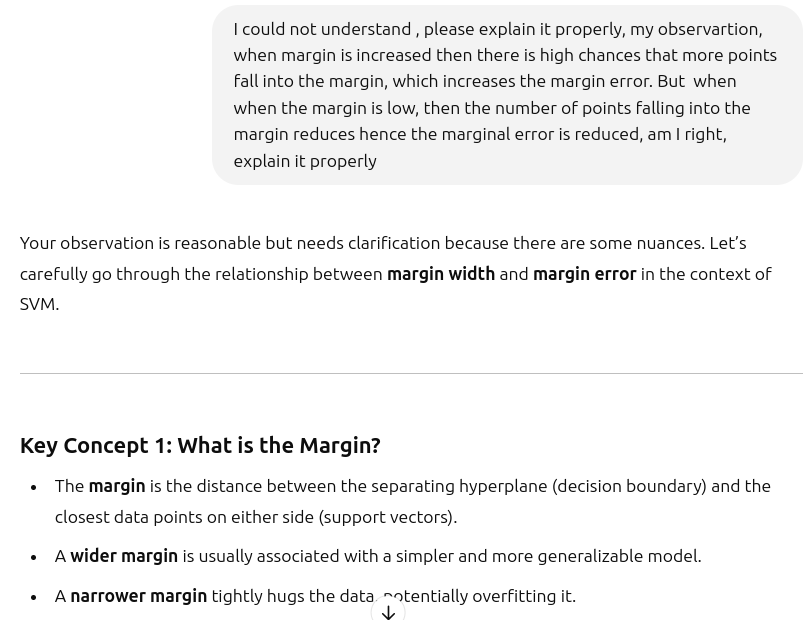 I could not understand , please explain it properly, my observartion,
when margin is increased then there is high chances that more points
fall into the margin, which increases the margin error. But  when
when the margin is low, then the number of points falling into the
margin reduces hence the marginal error is reduced, am I right,
explain it properly
Your observation is reasonable but needs clarification because there are some nuances. Let’s
carefully go through the relationship between margin width and margin error in the context of
SVM.
Key Concept 1: What is the Margin?
• The margin is the distance between the separating hyperplane (decision boundary) and the
closest data points on either side (support vectors).
• A wider margin is usually associated with a simpler and more generalizable model.
• A narrower margin tightly hugs the data, potentially overfitting it.